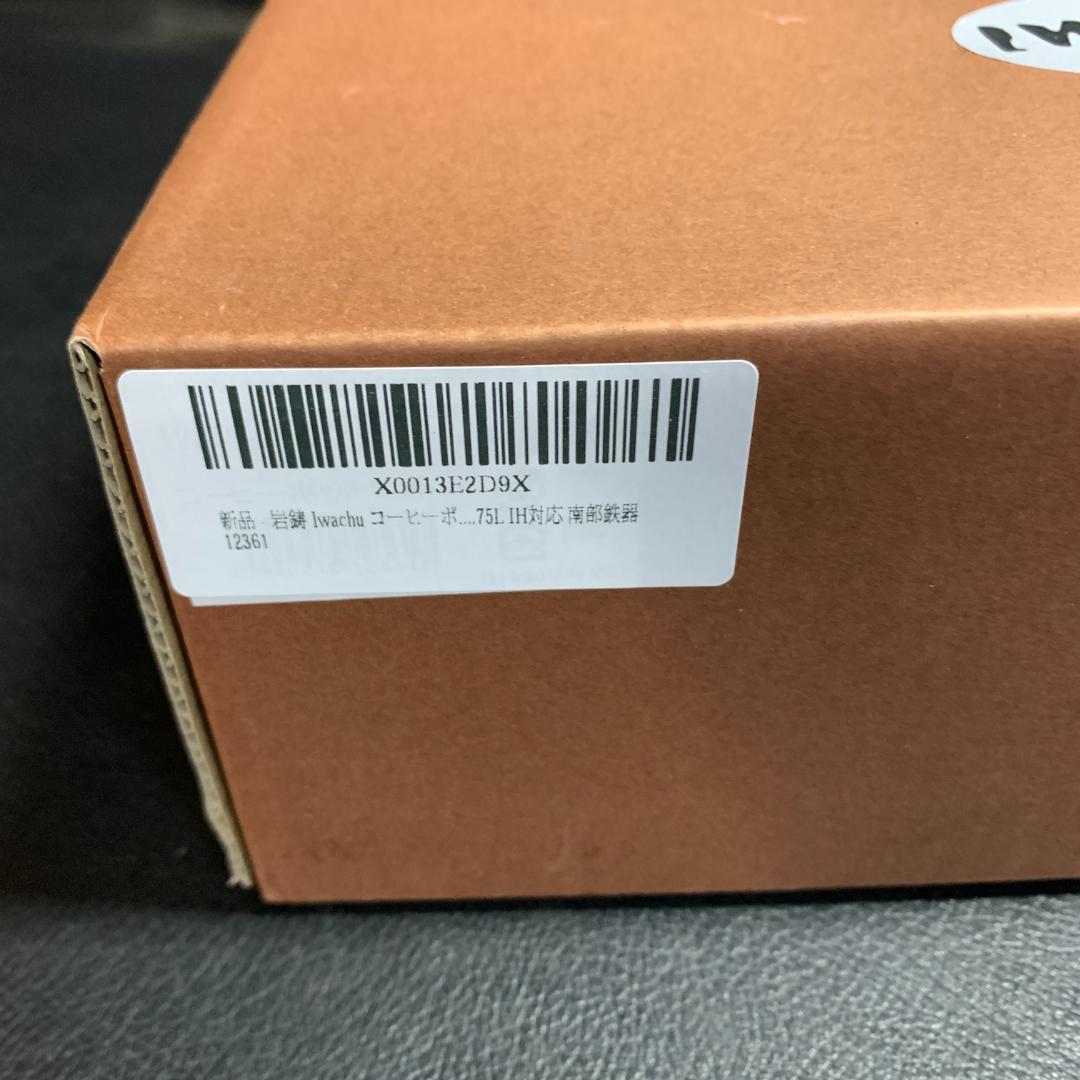 X0013E2D9X
新品 - 岩鋳 Iwachu コーヒーポ....75L IH対応 南部鉄器
12361